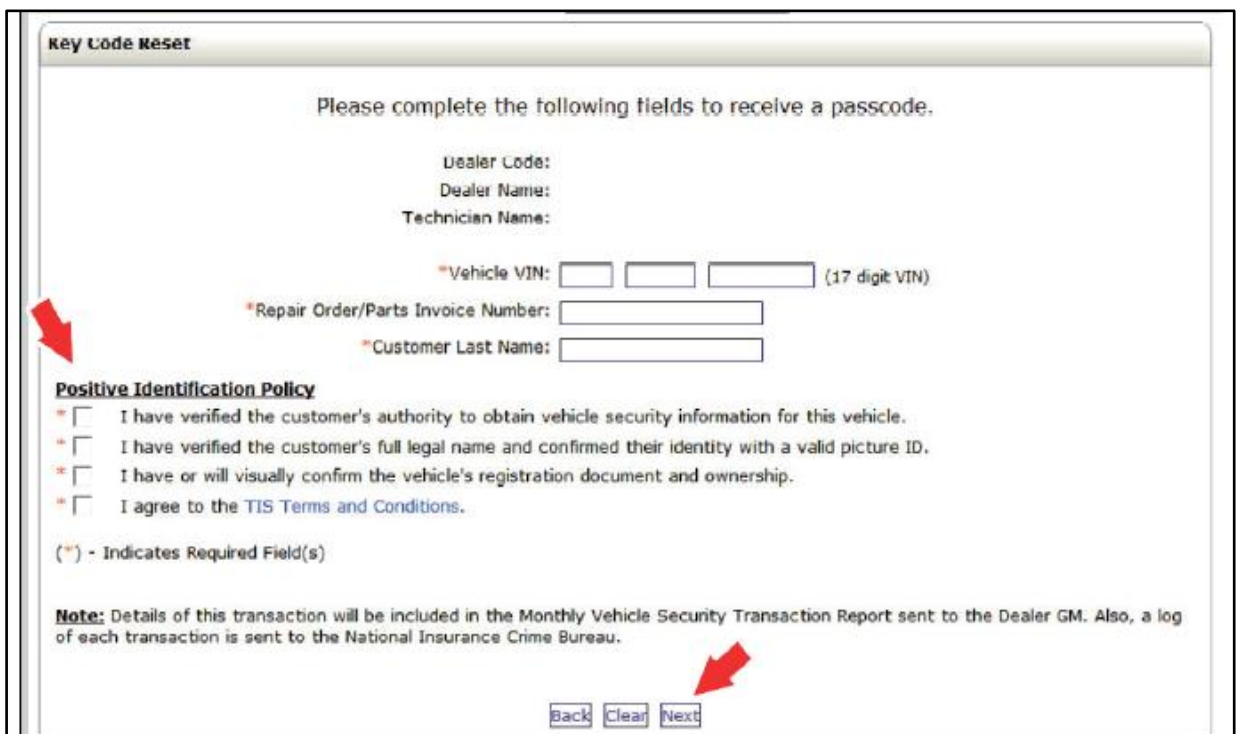 Key Code Reset
Please complete the following fields to receive a passcode.
Dealer Code:
Dealer Name:
Technician Name:
*Vehicle VIN: (17 digit VIN)
*Repair Order/Parts Invoice Number:
*Customer Last Name:
Positive Identification Policy
* I have verified the customer's authority to obtain vehicle security information for this vehicle.
* I have verified the customer's full legal name and confirmed their identity with a valid picture ID.
* I have or will visually confirm the vehicle's registration document and ownership.
* I agree to the TIS Terms and Conditions.
(*) - Indicates Required Field(s)
Note: Details of this transaction will be included in the Monthly Vehicle Security Transaction Report sent to the Dealer GM. Also, a log
of each transaction is sent to the National Insurance Crime Bureau.
Back Clear Next